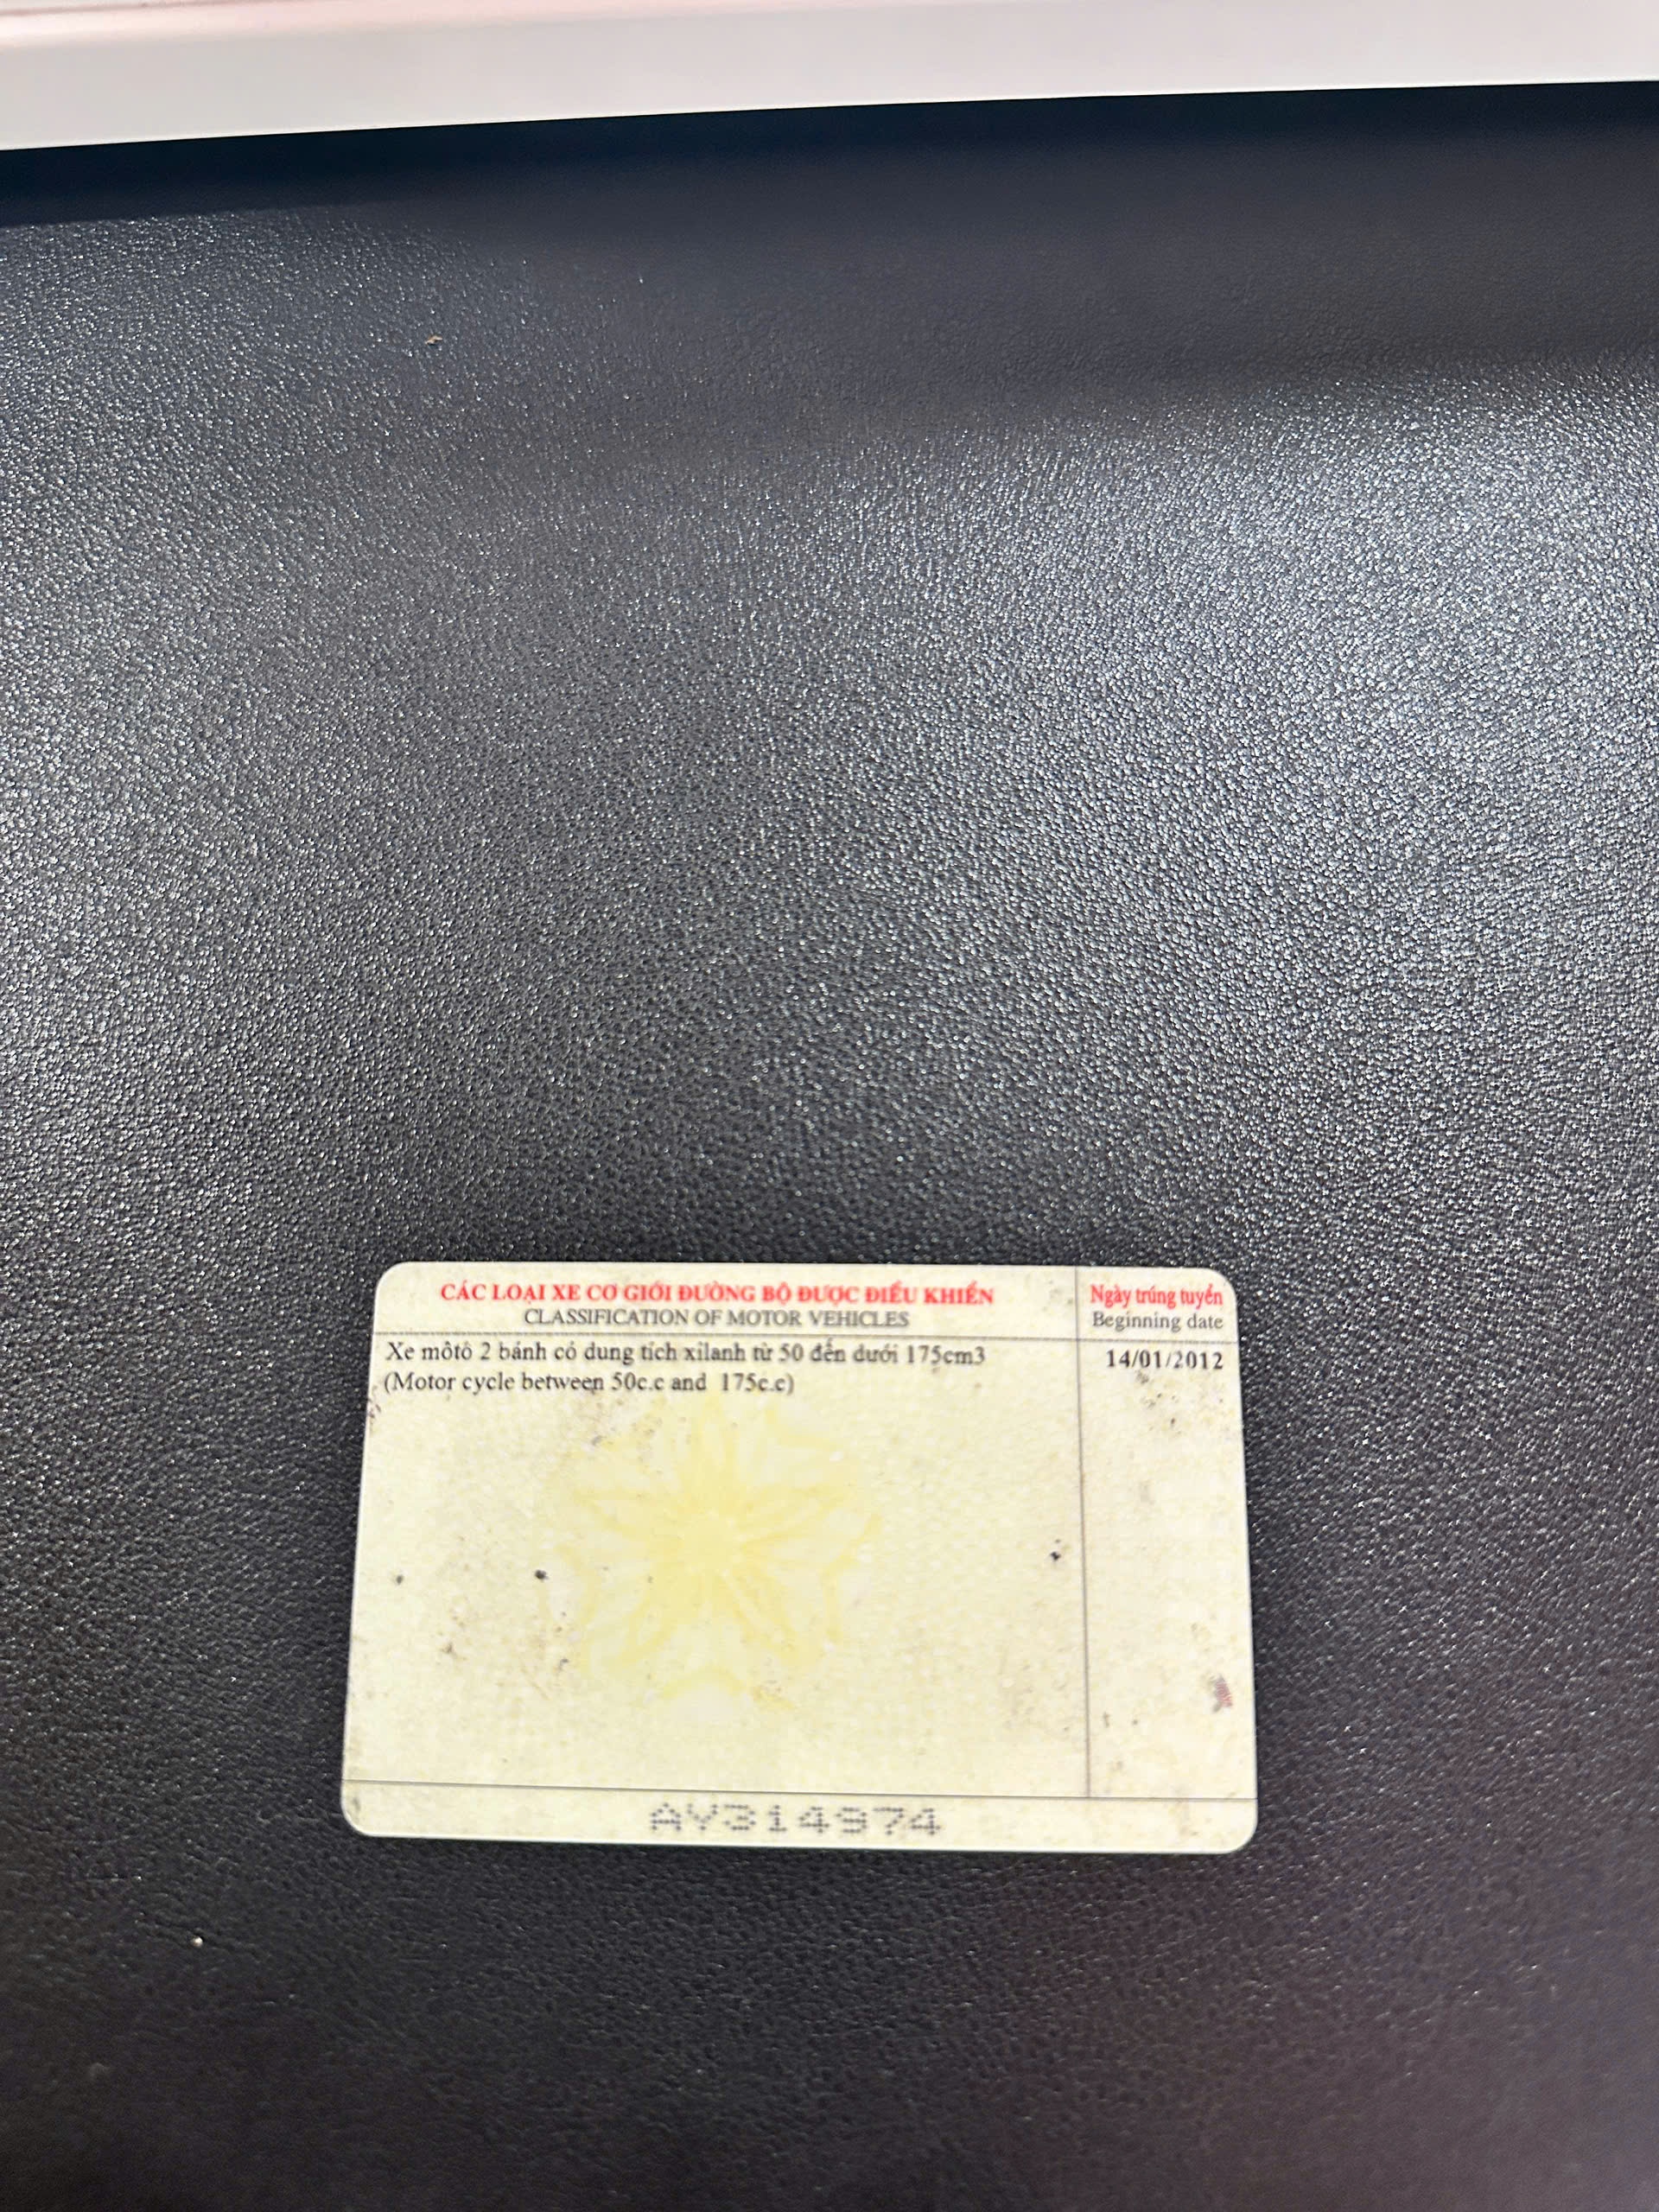 CÁC LOẠI XE CƠ GIỚI ĐƯỜNG BỘ ĐƯỢC ĐIỀU KHIỂN
CLASSIFICATION OF MOTOR VEHICLES
Ngày trúng tuyển
Beginning date
Xe môtô 2 bánh có dung tích xilanh từ 50 đến dưới 175cm3
(Motor cycle between 50c.c and 175c.c)
14/01/2012
AY314974